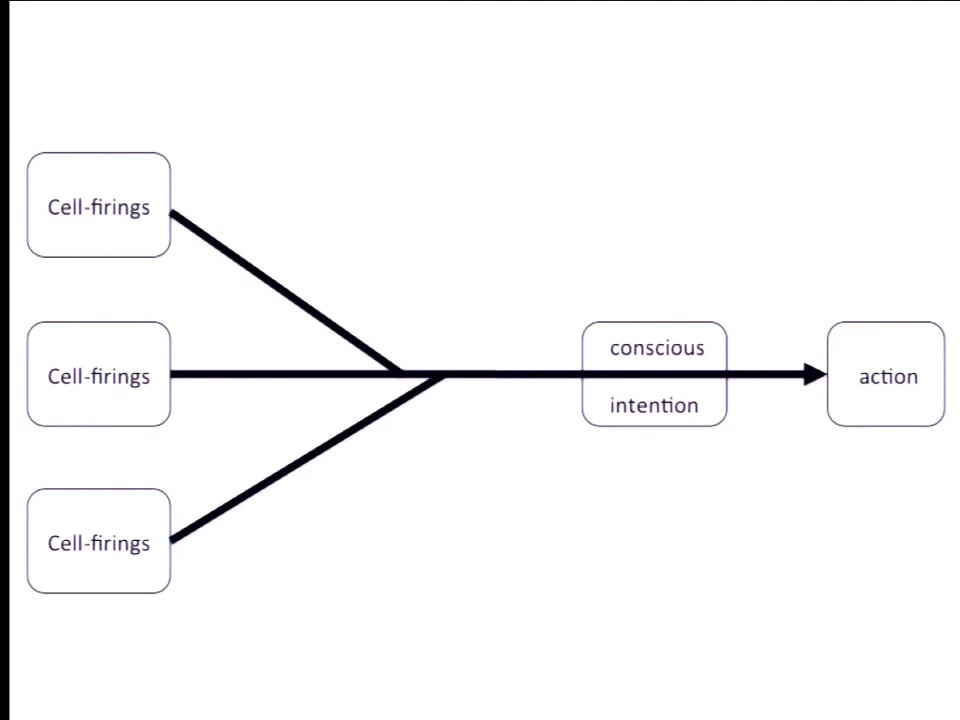 Cell-firings
Cell-firings
Cell-firings
conscious
intention
action